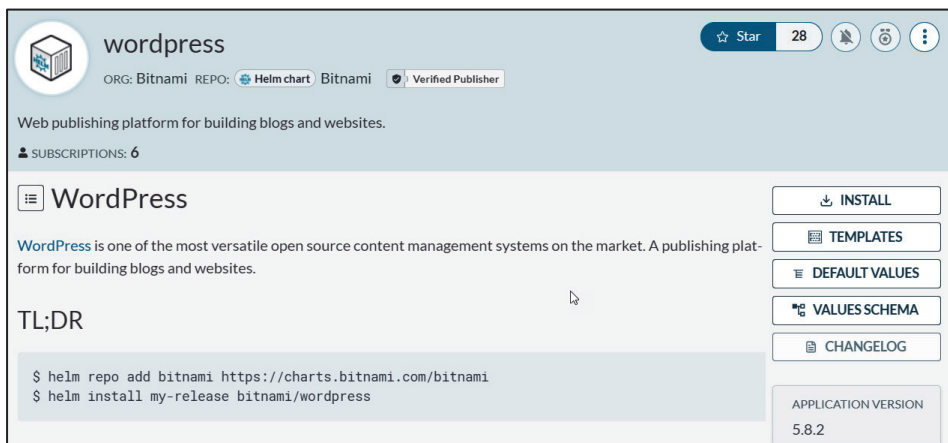 wordpress
☆ Star 28
ORG: Bitnami REPO: Helm chart Bitnami Verified Publisher
Web publishing platform for building blogs and websites.
SUBSCRIPTIONS: 6
WordPress
WordPress is one of the most versatile open source content management systems on the market. A publishing plat-
form for building blogs and websites.
TL;DR
$ helm repo add bitnami https://charts.bitnami.com/bitnami
$ helm install my-release bitnami/wordpress
INSTALL
TEMPLATES
DEFAULT VALUES
VALUES SCHEMA
CHANGELOG
APPLICATION VERSION
5.8.2